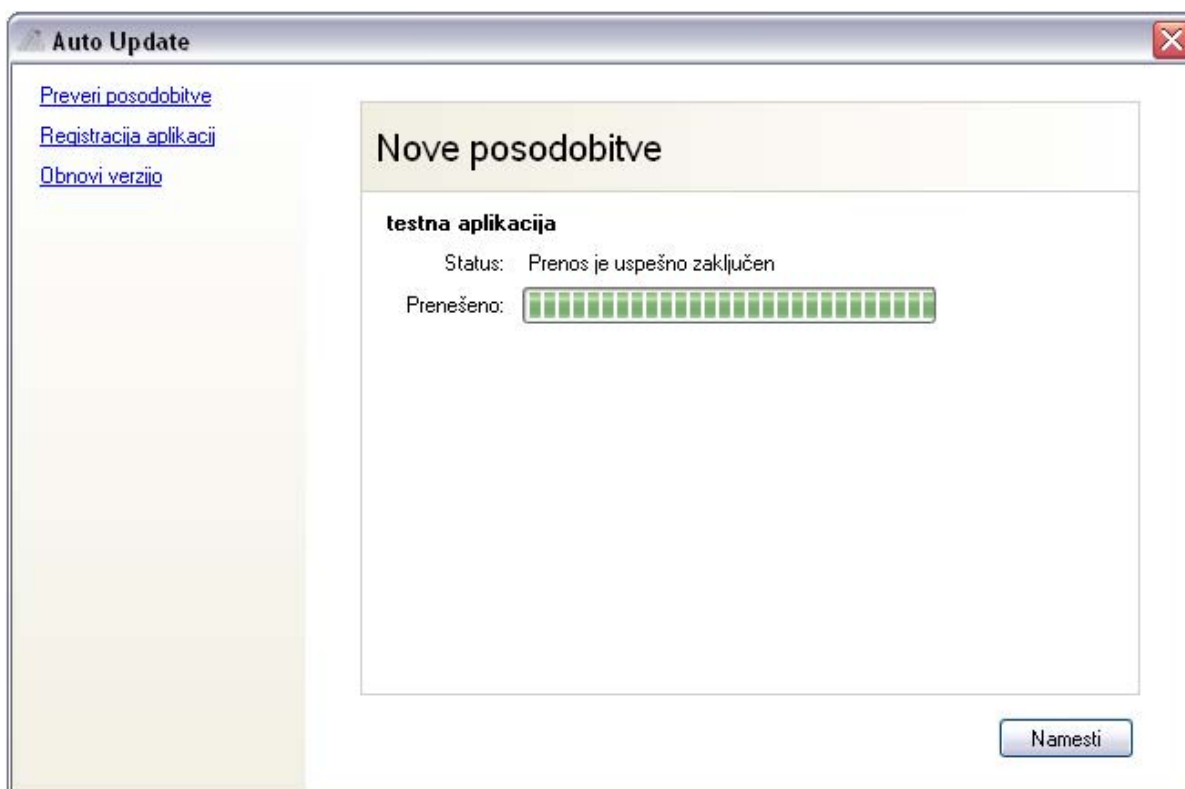 Auto Update
Preveri posodobitve
Registracija aplikacij
Obnovi verzijo
Nove posodobitve
testna aplikacija
Status: Prenos je uspešno zaključen
Prenešeno:
Namesti